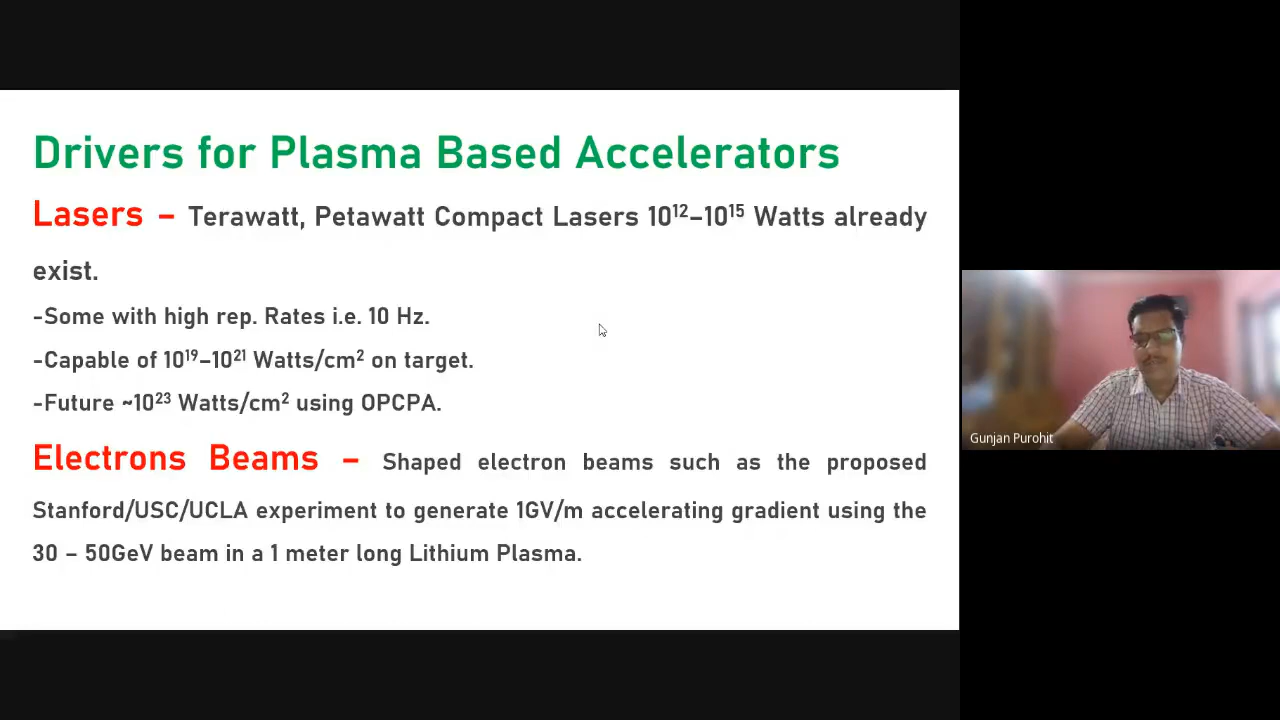 Drivers for Plasma Based Accelerators
Lasers – Terawatt, Petawatt Compact Lasers 10¹²–10¹⁵ Watts already
exist.
-Some with high rep. Rates i.e. 10 Hz.
-Capable of 10¹⁹–10²¹ Watts/cm² on target.
-Future ~10²³ Watts/cm² using OPCPA.
Electrons Beams – Shaped electron beams such as the proposed
Stanford/USC/UCLA experiment to generate 1GV/m accelerating gradient using the
30 – 50GeV beam in a 1 meter long Lithium Plasma.
Gunjan Purohit